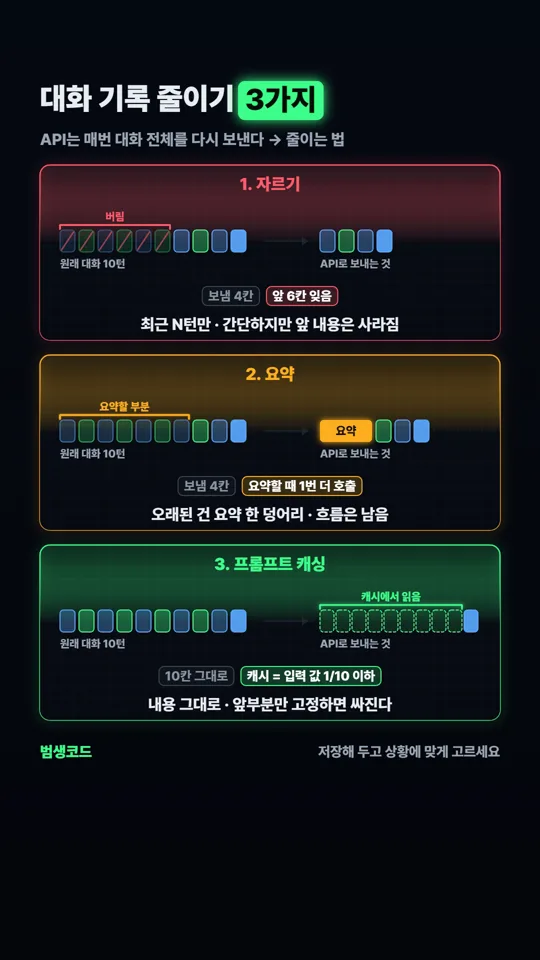 대화 기록 줄이기 3가지
API는 매번 대화 전체를 다시 보낸다 → 줄이는 법
1. 자르기
버림
원래 대화 10턴
API로 보내는 것
보냄 4칸
앞 6칸 잊음
최근 N턴만 · 간단하지만 앞 내용은 사라짐
2. 요약
요약할 부분
요약
원래 대화 10턴
API로 보내는 것
보냄 4칸
요약할 때 1번 더 호출
오래된 건 요약 한 덩어리 · 흐름은 남음
3. 프롬프트 캐싱
캐시에서 읽음
원래 대화 10턴
API로 보내는 것
10칸 그대로
캐시 = 입력 값 1/10 이하
내용 그대로 · 앞부분만 고정하면 싸진다
범생코드
저장해 두고 상황에 맞게 고르세요